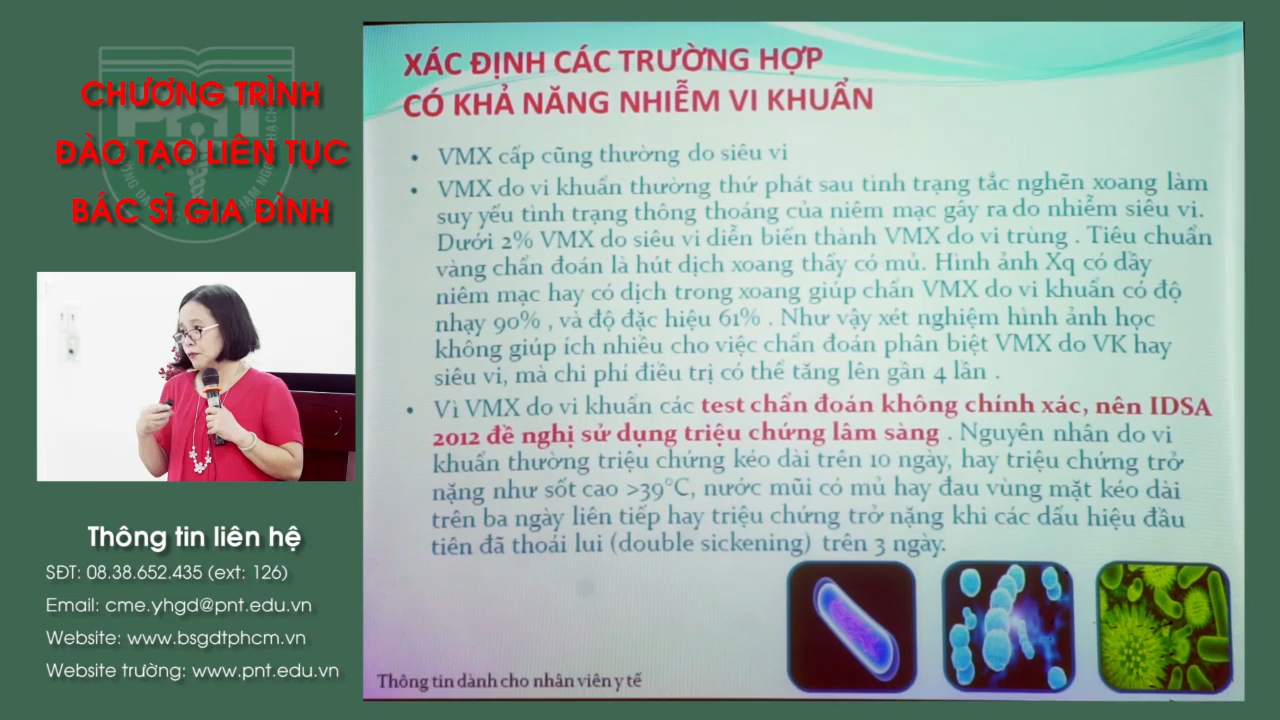 CHƯƠNG TRÌNH
ĐÀO TẠO LIÊN TỤC
BÁC SĨ GIA ĐÌNH
PNT
Thông tin liên hệ
SĐT: 08.38.652.435 (ext: 126)
Email: cme.yhgd@pnt.edu.vn
Website: www.bsgdtphcm.vn
Website trường: www.pnt.edu.vn
XÁC ĐỊNH CÁC TRƯỜNG HỢP
CÓ KHẢ NĂNG NHIỄM VI KHUẨN
• VMX cấp cũng thường do siêu vi
• VMX do vi khuẩn thường thứ phát sau tình trạng tắc nghẽn xoang làm
suy yếu tình trạng thông thoáng của niêm mạc gây ra do nhiễm siêu vi.
Dưới 2% VMX do siêu vi diễn biến thành VMX do vi trùng . Tiêu chuẩn
vàng chẩn đoán là hút dịch xoang thấy có mủ. Hình ảnh Xq có dầy
niêm mạc hay có dịch trong xoang giúp chẩn VMX do vi khuẩn có độ
nhạy 90% , và độ đặc hiệu 61% . Như vậy xét nghiệm hình ảnh học
không giúp ích nhiều cho việc chẩn đoán phân biệt VMX do VK hay
siêu vi, mà chi phí điều trị có thể tăng lên gần 4 lần .
• Vì VMX do vi khuẩn các test chẩn đoán không chính xác, nên IDSA
2012 đề nghị sử dụng triệu chứng lâm sàng . Nguyên nhân do vi
khuẩn thường triệu chứng kéo dài trên 10 ngày, hay triệu chứng trở
nặng như sốt cao >39°C, nước mũi có mủ hay đau vùng mặt kéo dài
trên ba ngày liên tiếp hay triệu chứng trở nặng khi các dấu hiệu đầu
tiên đã thoái lui (double sickening) trên 3 ngày.
Thông tin dành cho nhân viên y tế